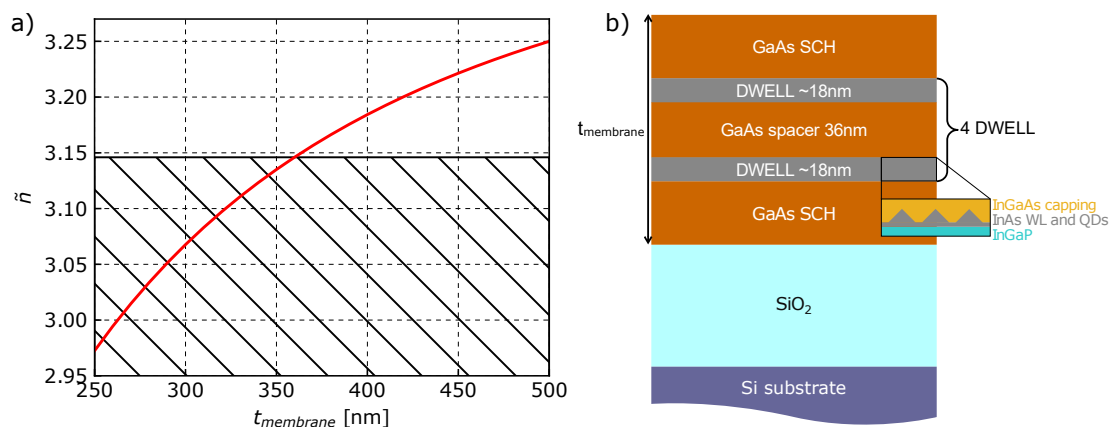 a)
ñ
3.25
3.20
3.15
3.10
3.05
3.00
2.95
250
300
350
400
450
500
t_membrane [nm]
b)
t_membrane
GaAs SCH
DWELL ~18nm
GaAs spacer 36nm
DWELL ~18nm
GaAs SCH
4 DWELL
InGaAs capping
InAs WL and QDs
InGaP
SiO₂
Si substrate